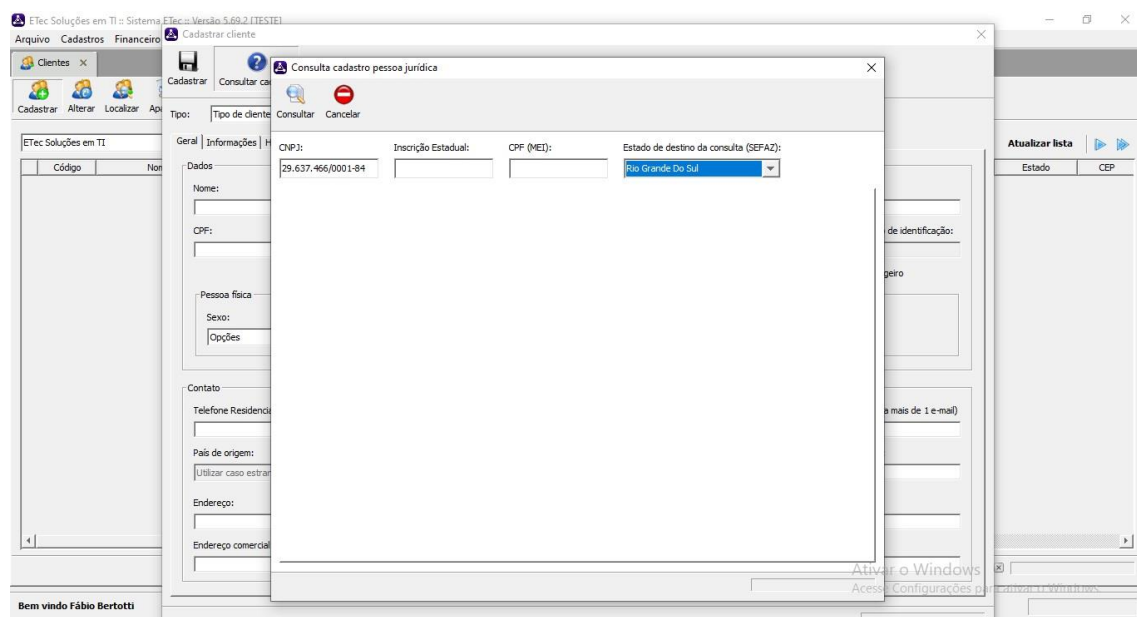 ETec Soluções em TI :: Sistema ETec :: Versão 5.69.2 [TESTE]
Arquivo Cadastros Financeiro
Cadastrar cliente
Clientes
Cadastrar Consultar
Consulta cadastro pessoa jurídica
Cadastrar Alterar Localizar
Consultar Cancelar
Tipo: Tipo de cliente
ETec Soluções em TI
Geral Informações
CNPJ: Inscrição Estadual: CPF (MEI): Estado de destino da consulta (SEFAZ):
Atualizar lista
29.637.466/0001-84 Rio Grande Do Sul
Código Estado CEP
Dados
Nome:
CPF:
de identificação:
geiro
Pessoa física
Sexo:
Opções
Contato
Telefone Residencia
a mais de 1 e-mail)
País de origem:
Utilizar caso estran
Endereço:
Endereço comercial
Ativar o Windows
Acesse Configurações para ativar o Windows.
Bem vindo Fábio Bertotti